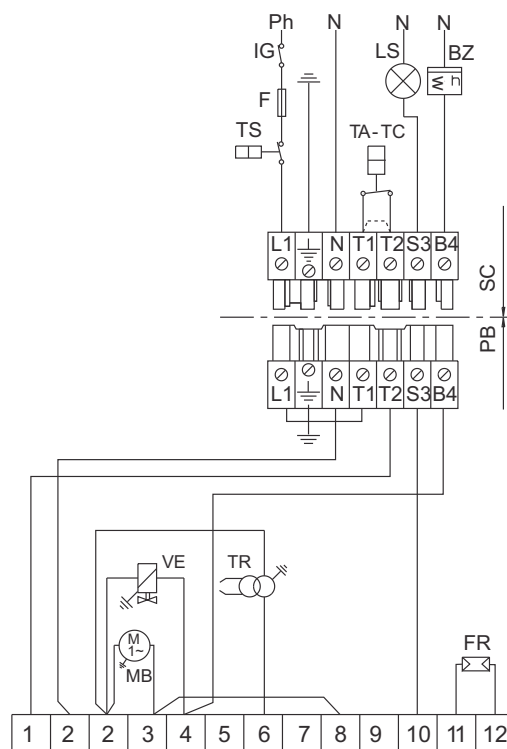 Ph N N N
IG LS BZ
F W
TS TA-TC
L1 N T1 T2 S3 B4
SC
PB
L1 N T1 T2 S3 B4
VE TR
M
1~
MB FR
1 2 2 3 4 5 6 7 8 9 10 11 12